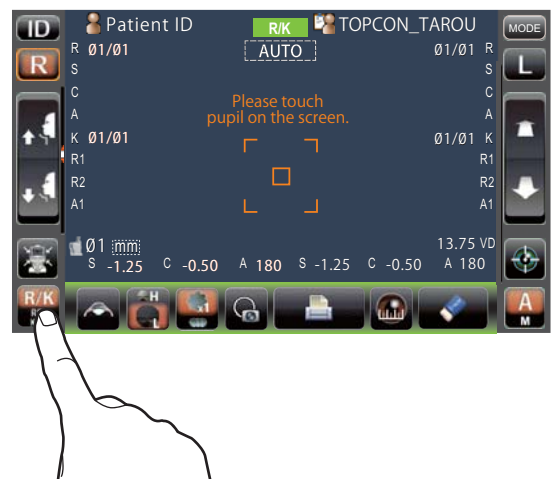 ID Patient ID R/K TOPCON_TAROU MODE
R Ø1/Ø1 AUTO Ø1/Ø1 R
R S S L
C C
A Please touch A
pupil on the screen.
K Ø1/Ø1 Ø1/Ø1 K
R1 R1
R2 R2
A1 A1
Ø1 mm 13.75 VD
S -1.25 C -0.50 A 180 S -1.25 C -0.50 A 180
R/K H x1 A
L M